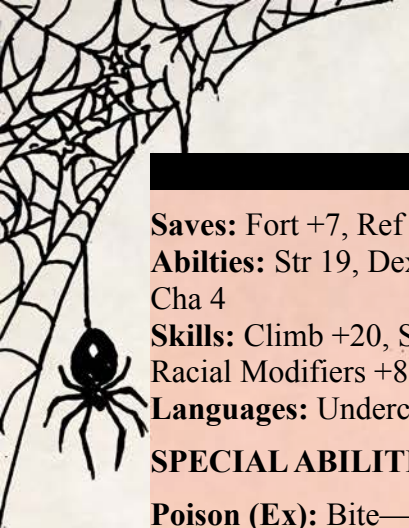 Saves: Fort +7, Ref
Abilties: Str 19, De
Cha 4
Skills: Climb +20, S
Racial Modifiers +8
Languages: Underc
SPECIAL ABILITI
Poison (Ex): Bite—